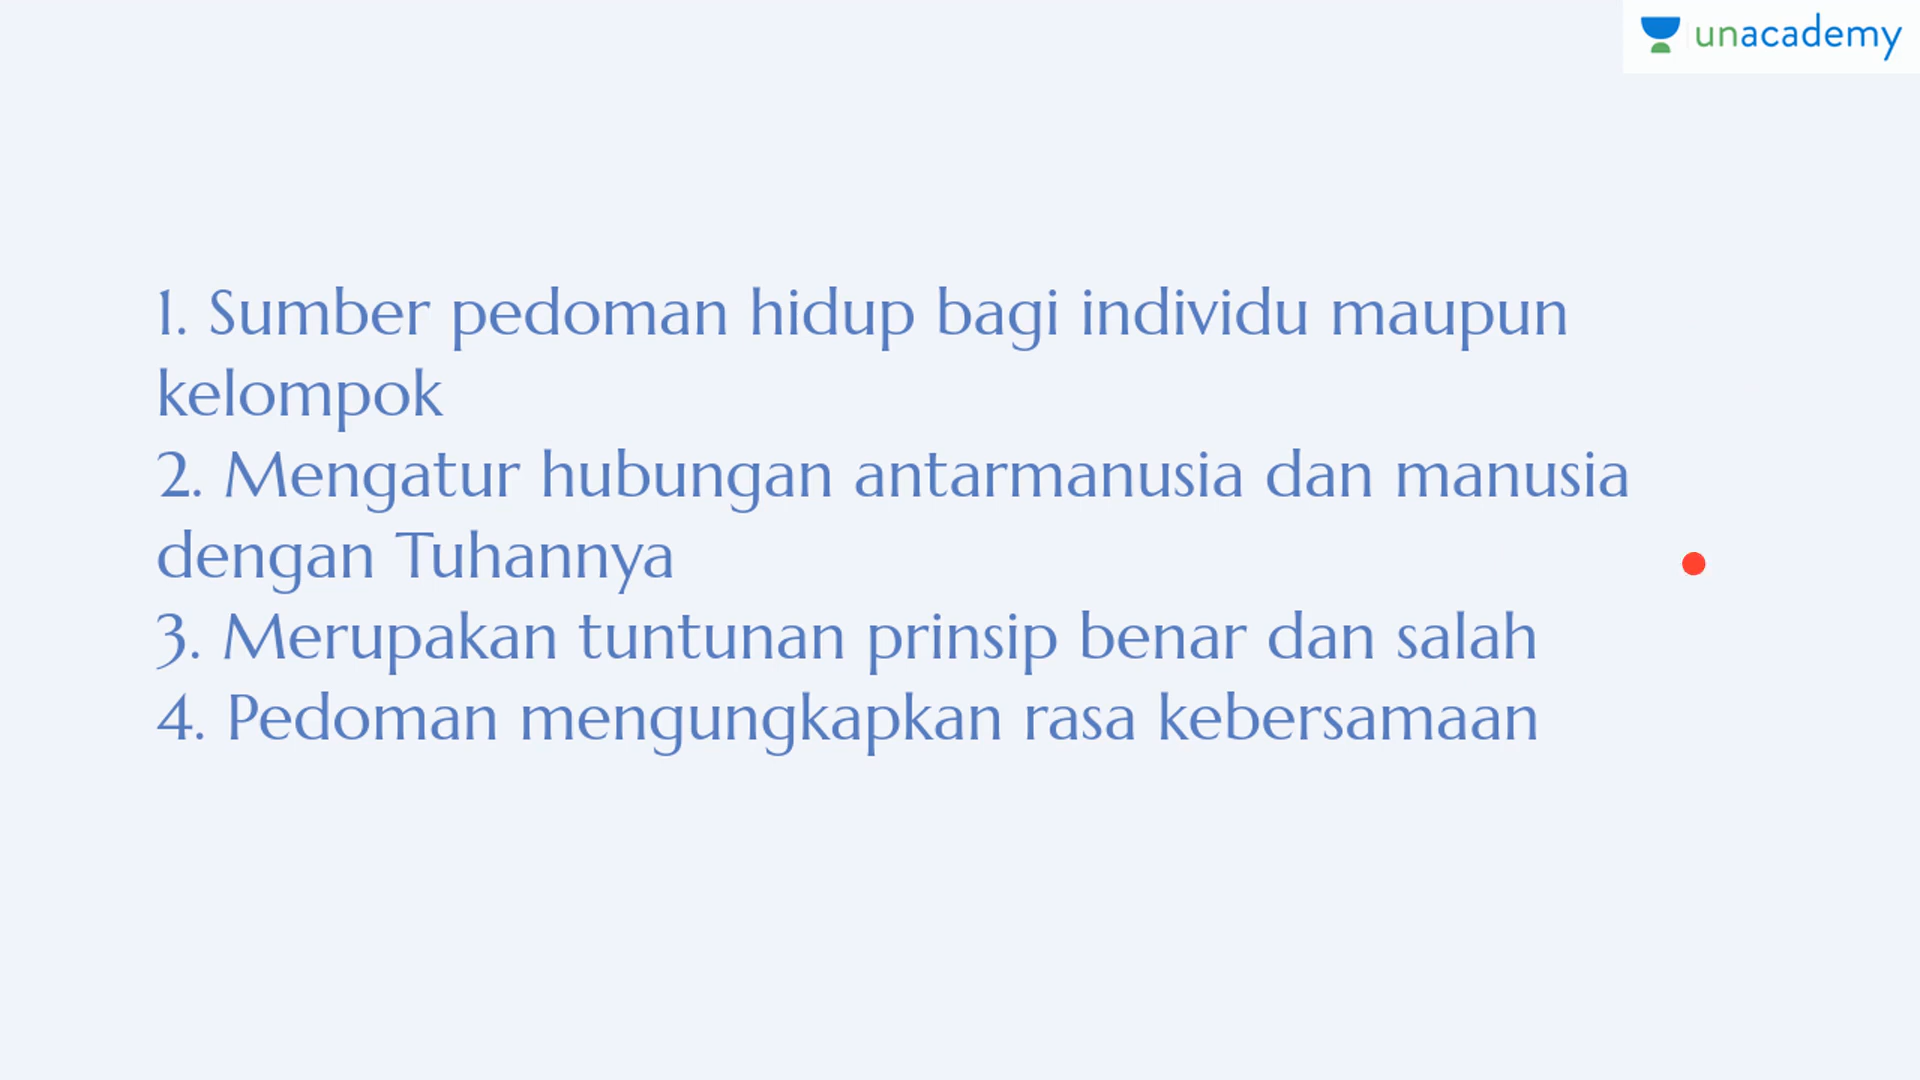 unacademy
1. Sumber pedoman hidup bagi individu maupun
kelompok
2. Mengatur hubungan antarmanusia dan manusia
dengan Tuhannya
3. Merupakan tuntunan prinsip benar dan salah
4. Pedoman mengungkapkan rasa kebersamaan